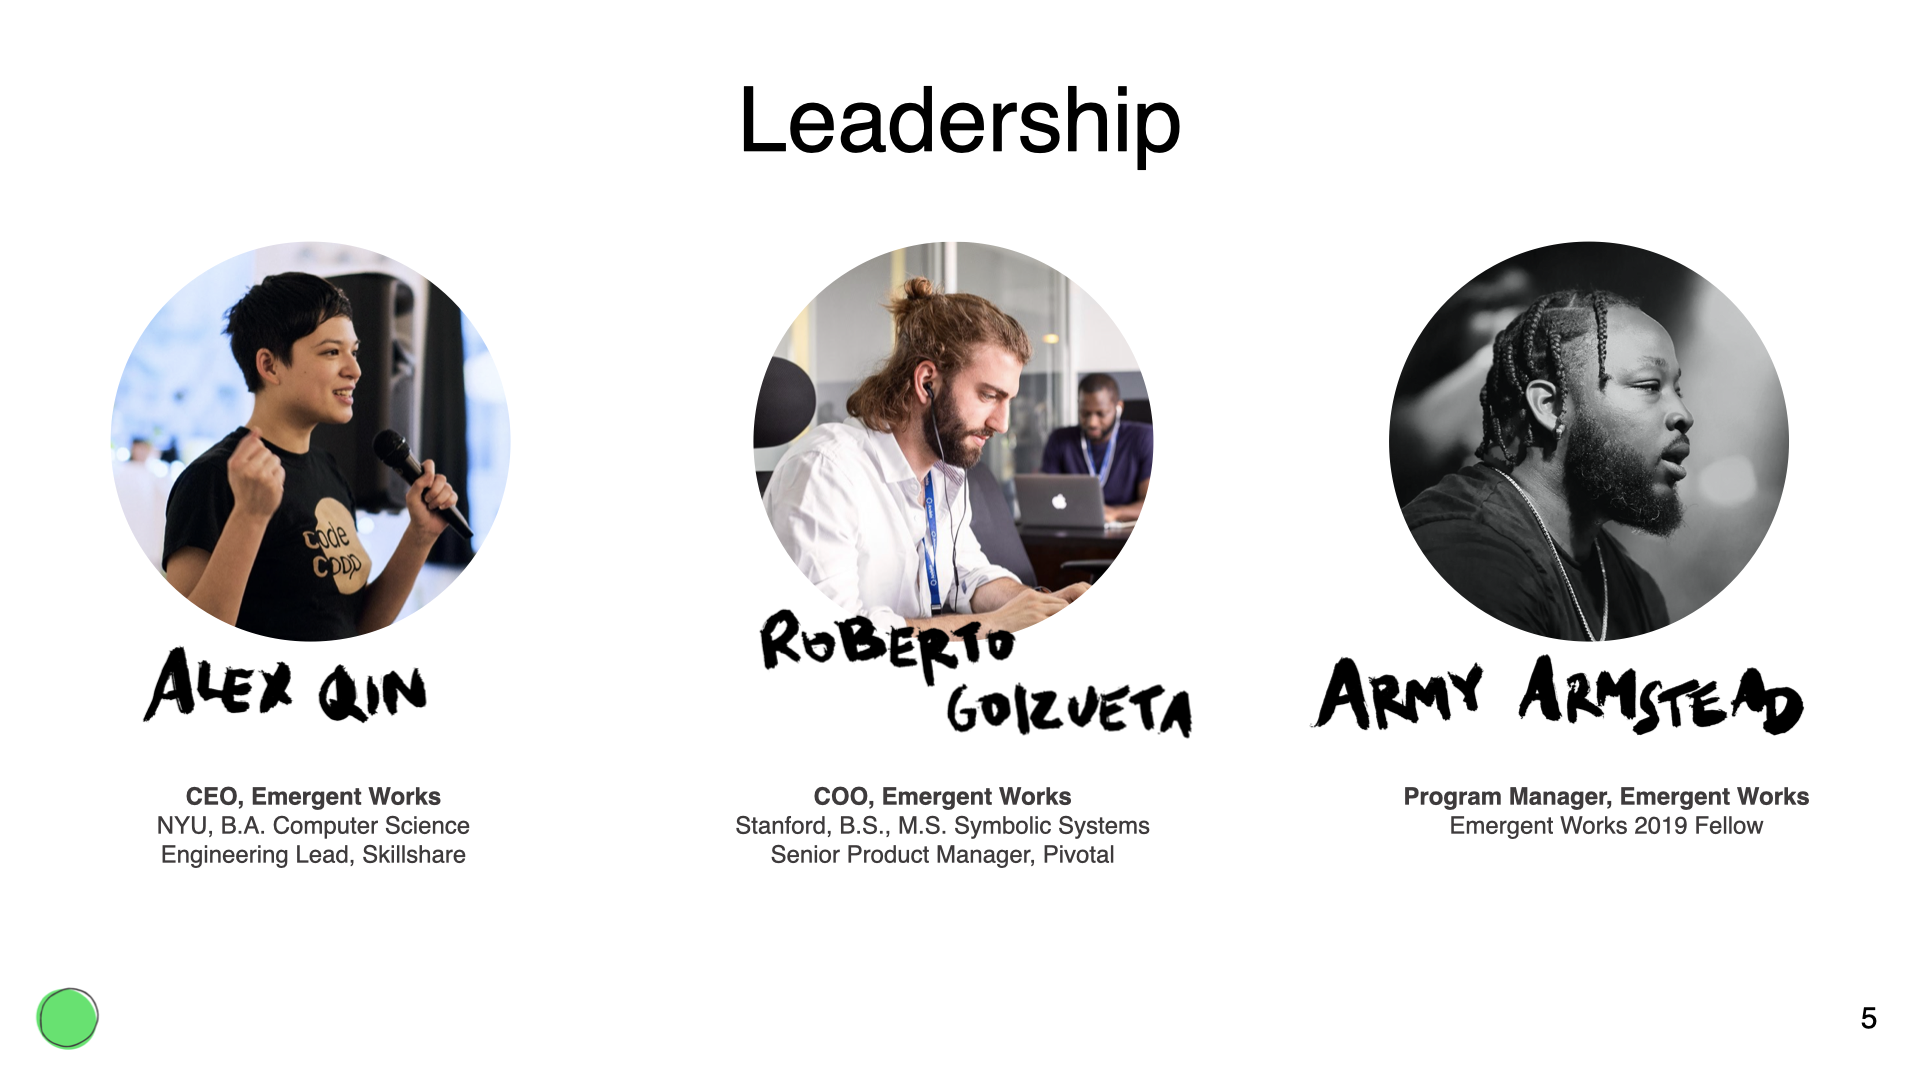 Leadership
code
coop
ALEX QIN
ROBERTO
GOIZUETA
ARMY ARMSTEAD
CEO, Emergent Works
NYU, B.A. Computer Science
Engineering Lead, Skillshare
COO, Emergent Works
Stanford, B.S., M.S. Symbolic Systems
Senior Product Manager, Pivotal
Program Manager, Emergent Works
Emergent Works 2019 Fellow
5